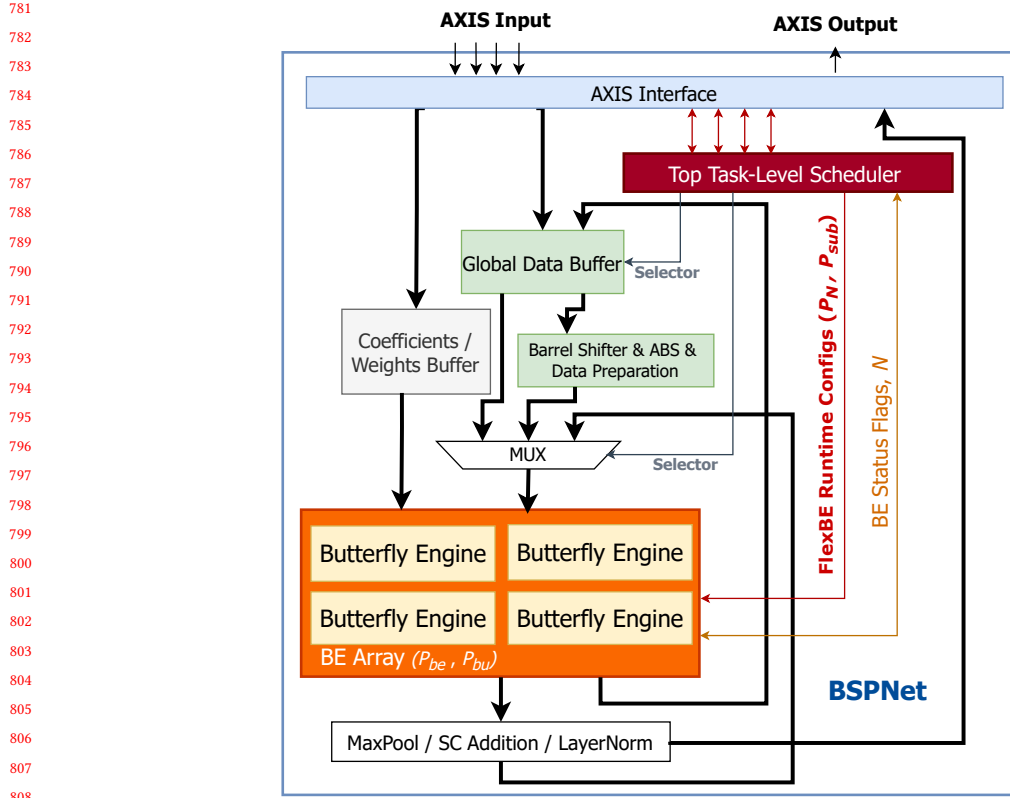 781
782
783
784
785
786
787
788
789
790
791
792
793
794
795
796
797
798
799
800
801
802
803
804
805
806
807
808
AXIS Input
AXIS Output
AXIS Interface
Top Task-Level Scheduler
Global Data Buffer
Selector
Coefficients /
Weights Buffer
Barrel Shifter & ABS &
Data Preparation
MUX
Selector
FlexBE Runtime Configs (P_N , P_sub)
BE Status Flags, N
Butterfly Engine
Butterfly Engine
Butterfly Engine
Butterfly Engine
BE Array (P_be , P_bu)
BSPNet
MaxPool / SC Addition / LayerNorm